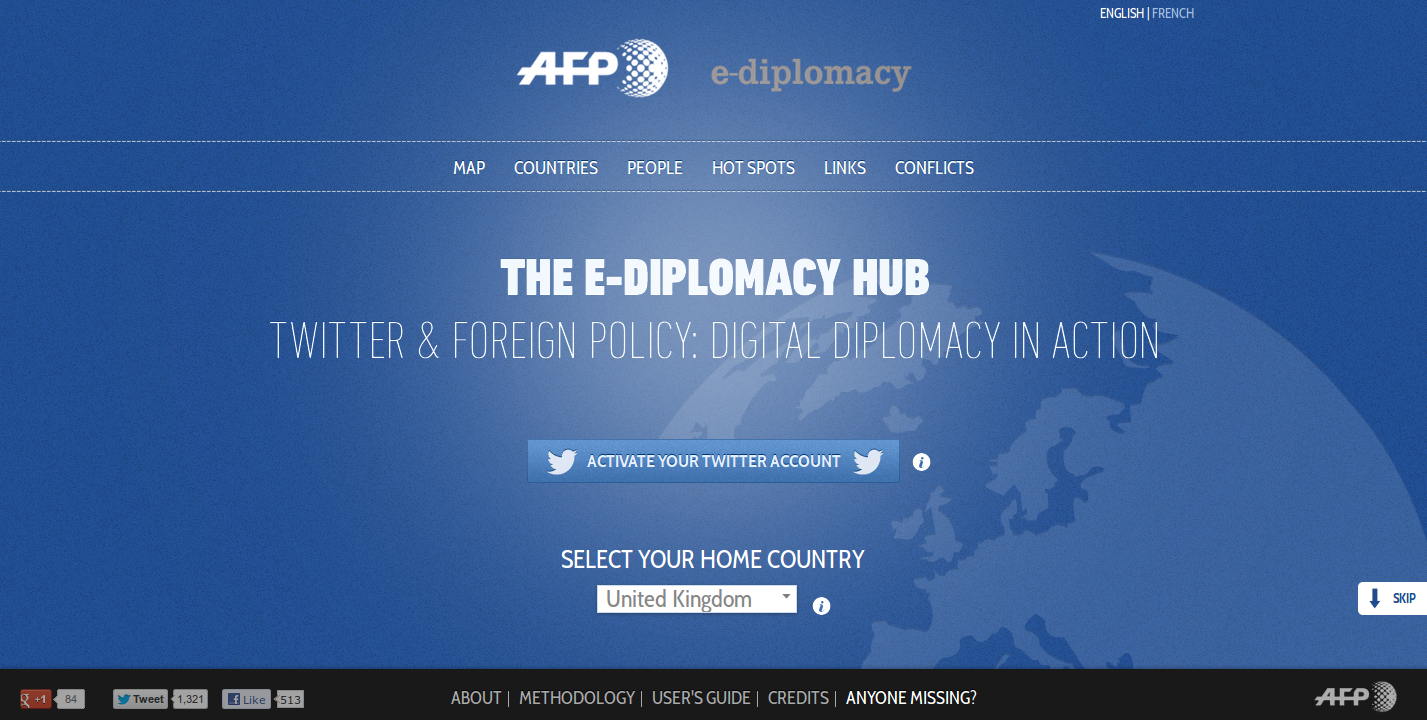 ENGLISH | FRENCH
AFP e-diplomacy
MAP COUNTRIES PEOPLE HOT SPOTS LINKS CONFLICTS
THE E-DIPLOMACY HUB
TWITTER & FOREIGN POLICY: DIGITAL DIPLOMACY IN ACTION
ACTIVATE YOUR TWITTER ACCOUNT i
SELECT YOUR HOME COUNTRY
United Kingdom i
SKIP
g +1 84 Tweet 1,321 f Like 513 ABOUT | METHODOLOGY | USER'S GUIDE | CREDITS | ANYONE MISSING? AFP